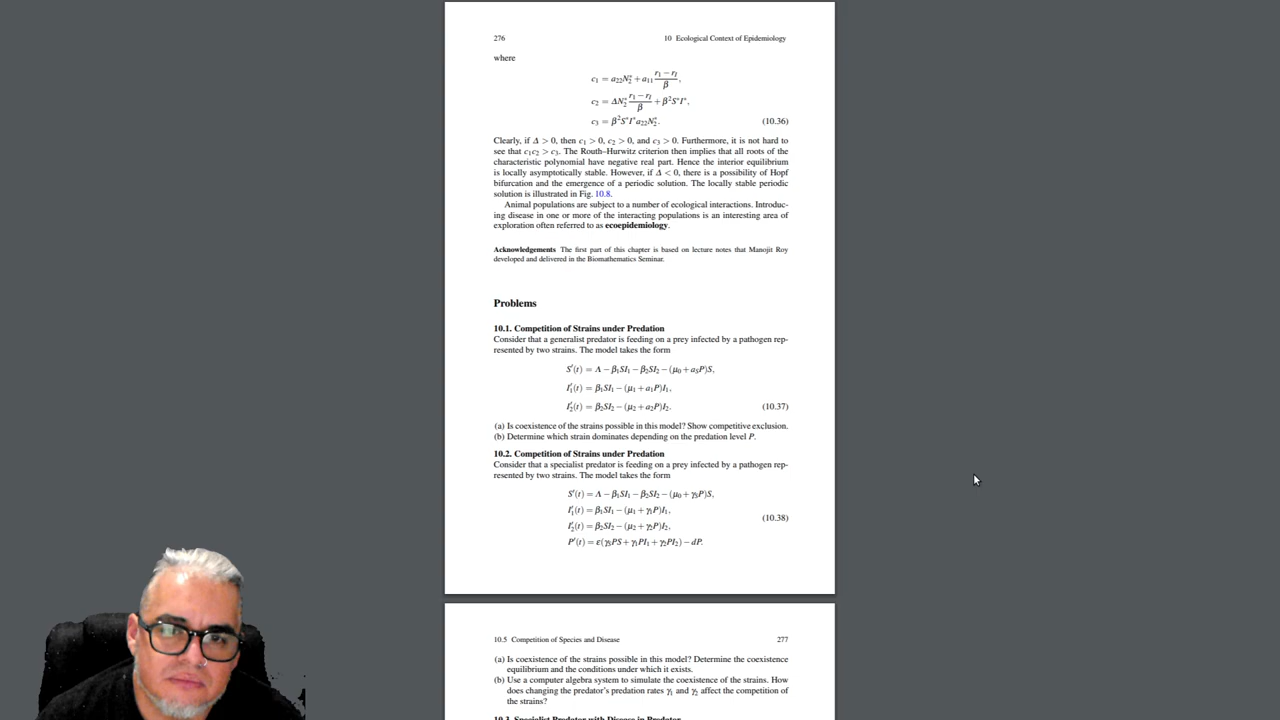 276
10 Ecological Context of Epidemiology
where
c₁ = a₂₂N₂* + a₁₁ (r₁ − r_I)/β,
c₂ = ΔN₂* (r₁ − r_I)/β + β²S*I*,
c₃ = β²S*I*a₂₂N₂*. (10.36)
Clearly, if Δ > 0, then c₁ > 0, c₂ > 0, and c₃ > 0. Furthermore, it is not hard to
see that c₁c₂ > c₃. The Routh–Hurwitz criterion then implies that all roots of the
characteristic polynomial have negative real part. Hence the interior equilibrium
is locally asymptotically stable. However, if Δ < 0, there is a possibility of Hopf
bifurcation and the emergence of a periodic solution. The locally stable periodic
solution is illustrated in Fig. 10.8.
Animal populations are subject to a number of ecological interactions. Introduc-
ing disease in one or more of the interacting populations is an interesting area of
exploration often referred to as ecoepidemiology.
Acknowledgements The first part of this chapter is based on lecture notes that Manojit Roy
developed and delivered in the Biomathematics Seminar.
Problems
10.1. Competition of Strains under Predation
Consider that a generalist predator is feeding on a prey infected by a pathogen rep-
resented by two strains. The model takes the form
S′(t) = Λ − β₁SI₁ − β₂SI₂ − (μ₀ + a_SP)S,
I₁′(t) = β₁SI₁ − (μ₁ + a₁P)I₁,
I₂′(t) = β₂SI₂ − (μ₂ + a₂P)I₂. (10.37)
(a) Is coexistence of the strains possible in this model? Show competitive exclusion.
(b) Determine which strain dominates depending on the predation level P.
10.2. Competition of Strains under Predation
Consider that a specialist predator is feeding on a prey infected by a pathogen rep-
resented by two strains. The model takes the form
S′(t) = Λ − β₁SI₁ − β₂SI₂ − (μ₀ + γ_SP)S,
I₁′(t) = β₁SI₁ − (μ₁ + γ₁P)I₁,
I₂′(t) = β₂SI₂ − (μ₂ + γ₂P)I₂, (10.38)
P′(t) = ε(γ_SPS + γ₁PI₁ + γ₂PI₂) − dP.
10.5 Competition of Species and Disease
277
(a) Is coexistence of the strains possible in this model? Determine the coexistence
equilibrium and the conditions under which it exists.
(b) Use a computer algebra system to simulate the coexistence of the strains. How
does changing the predator's predation rates γ₁ and γ₂ affect the competition of
the strains?
10.3. Specialist Predator with Disease in Predator